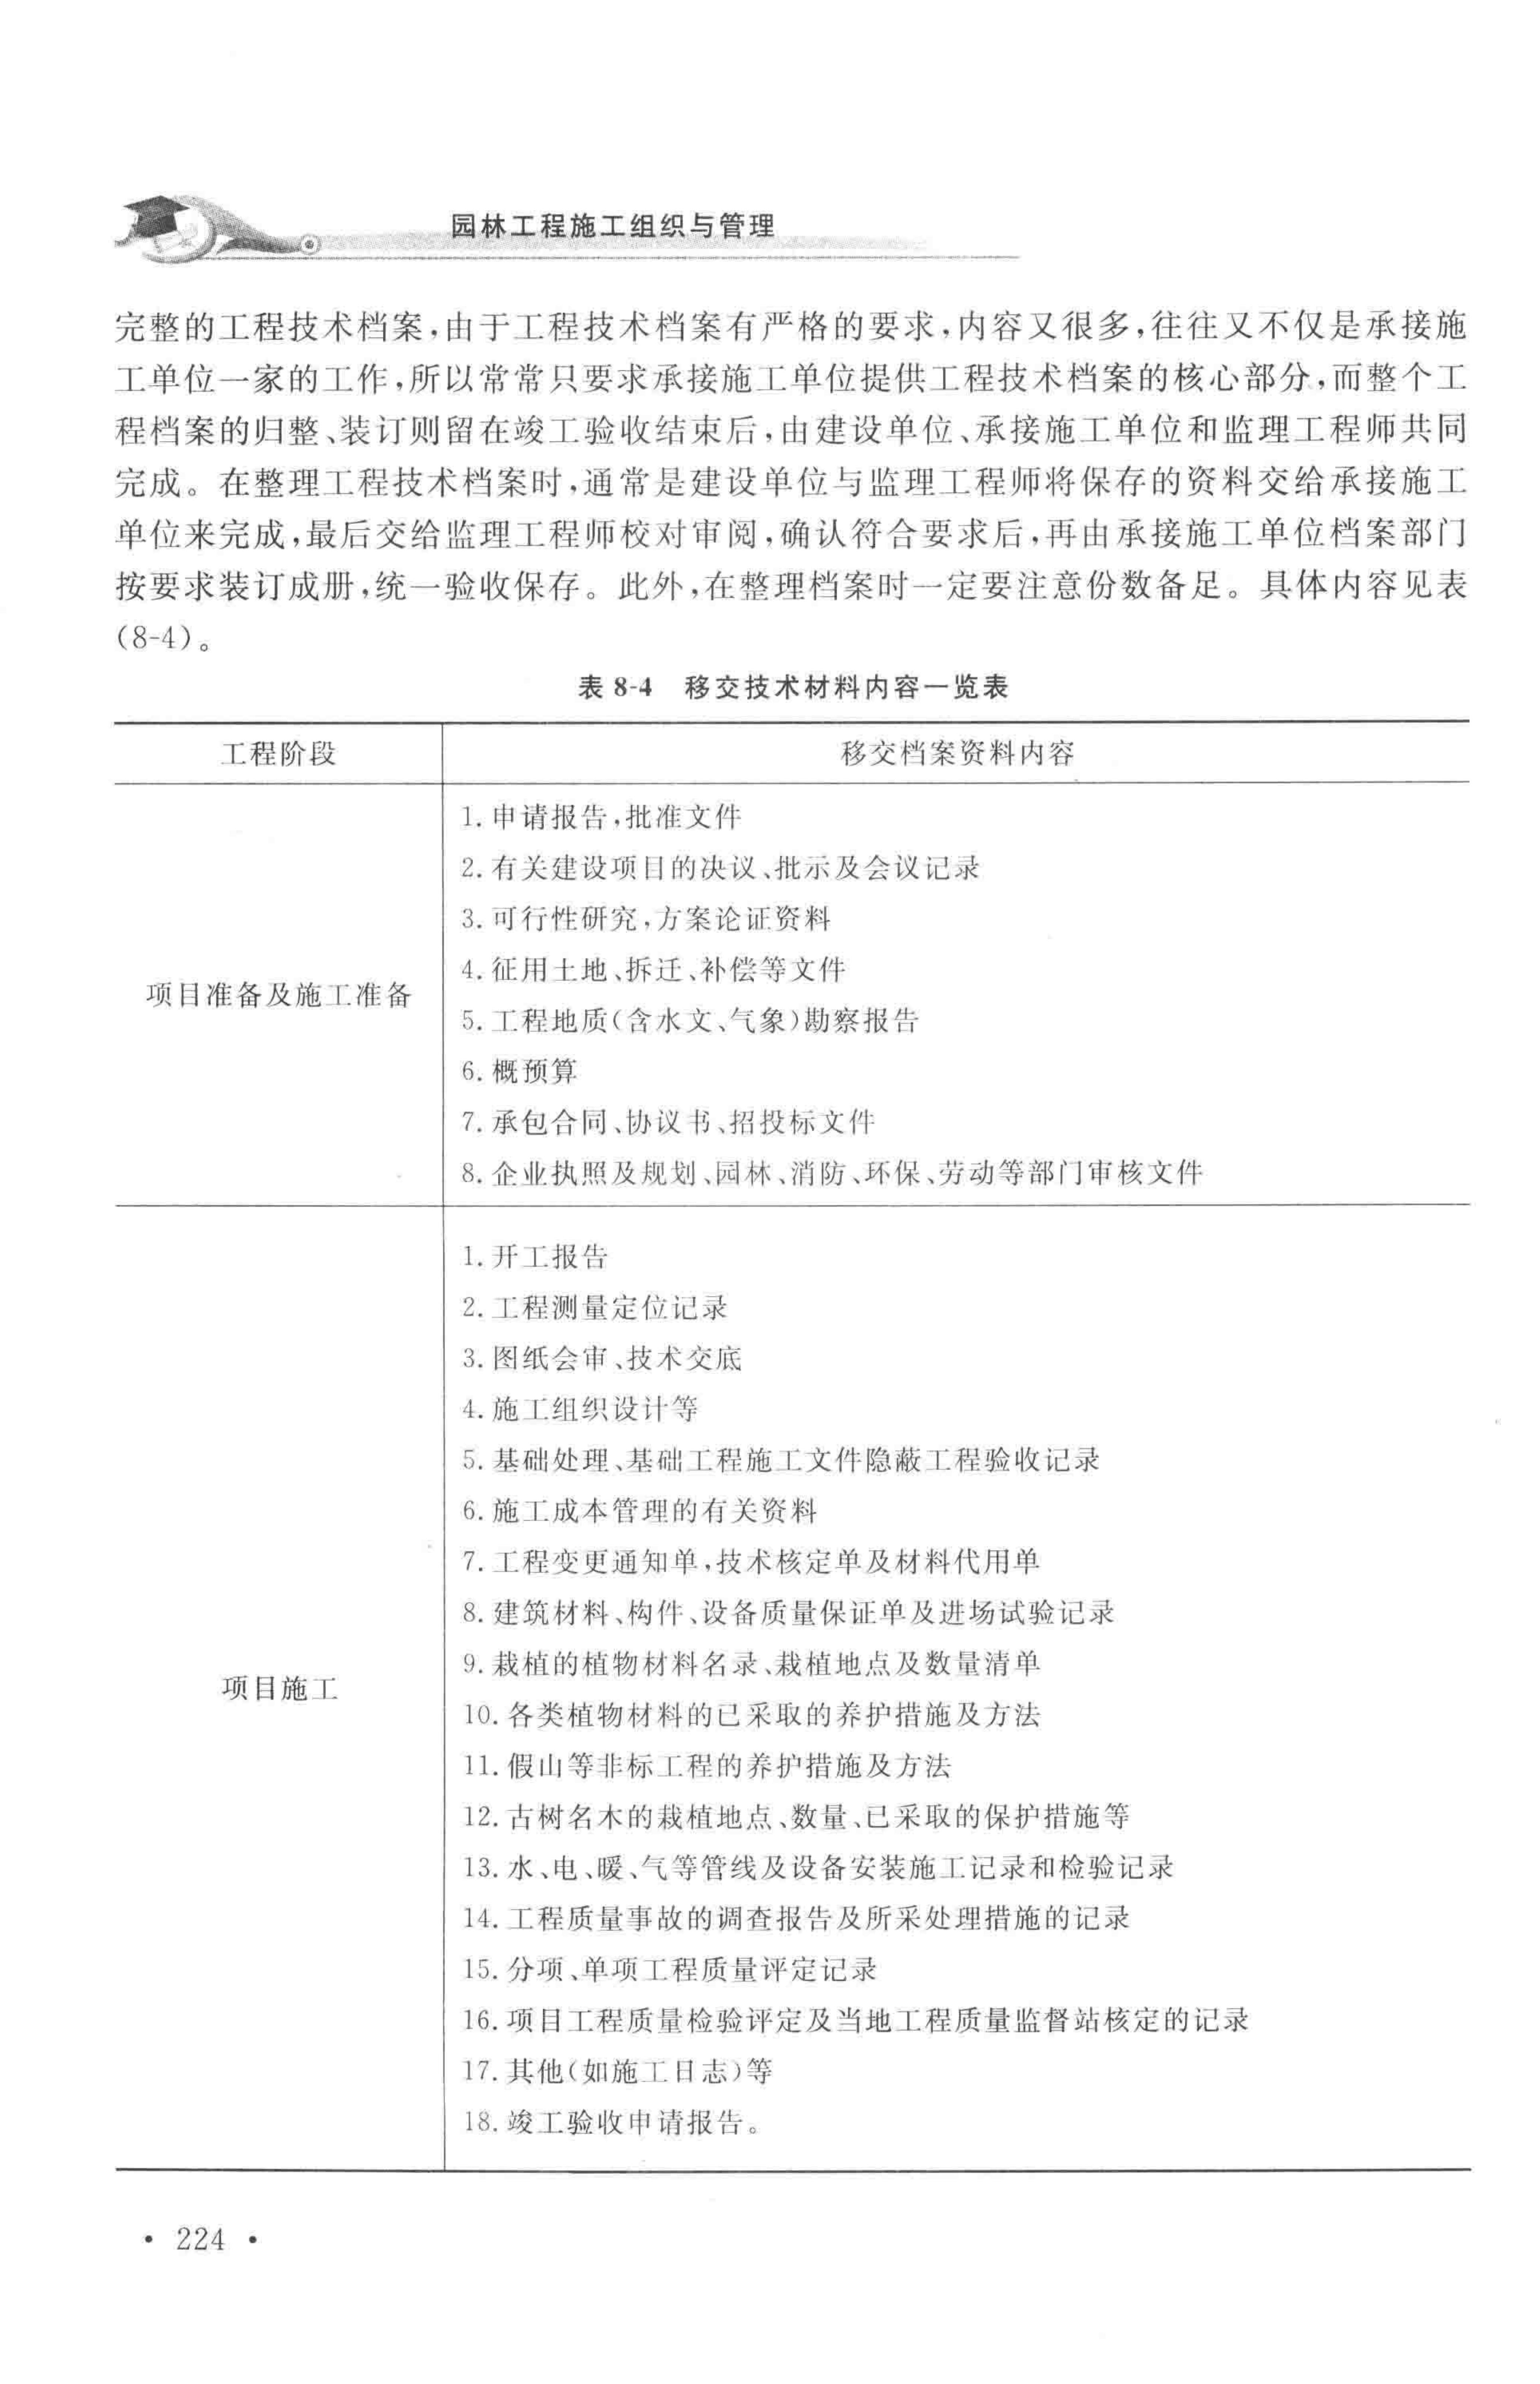 园林工程施工组织与管理
完整的工程技术档案,由于工程技术档案有严格的要求,内容又很多,往往又不仅是承接施
工单位一家的工作,所以常常只要求承接施工单位提供工程技术档案的核心部分,而整个工
程档案的归整、装订则留在竣工验收结束后,由建设单位、承接施工单位和监理工程师共同
完成。在整理工程技术档案时,通常是建设单位与监理工程师将保存的资料交给承接施工
单位来完成,最后交给监理工程师校对审阅,确认符合要求后,再由承接施工单位档案部门
按要求装订成册,统一验收保存。此外,在整理档案时一定要注意份数备足。具体内容见表
(8-4)。
表 8-4 移交技术材料内容一览表
工程阶段 移交档案资料内容
项目准备及施工准备
1. 申请报告,批准文件
2. 有关建设项目的决议、批示及会议记录
3. 可行性研究,方案论证资料
4. 征用土地、拆迁、补偿等文件
5. 工程地质(含水文、气象)勘察报告
6. 概预算
7. 承包合同、协议书、招投标文件
8. 企业执照及规划、园林、消防、环保、劳动等部门审核文件
项目施工
1. 开工报告
2. 工程测量定位记录
3. 图纸会审、技术交底
4. 施工组织设计等
5. 基础处理、基础工程施工文件隐蔽工程验收记录
6. 施工成本管理的有关资料
7. 工程变更通知单,技术核定单及材料代用单
8. 建筑材料、构件、设备质量保证单及进场试验记录
9. 栽植的植物材料名录、栽植地点及数量清单
10. 各类植物材料的已采取的养护措施及方法
11. 假山等非标工程的养护措施及方法
12. 古树名木的栽植地点、数量、已采取的保护措施等
13. 水、电、暖、气等管线及设备安装施工记录和检验记录
14. 工程质量事故的调查报告及所采处理措施的记录
15. 分项、单项工程质量评定记录
16. 项目工程质量检验评定及当地工程质量监督站核定的记录
17. 其他(如施工日志)等
18. 竣工验收申请报告。
• 224 •